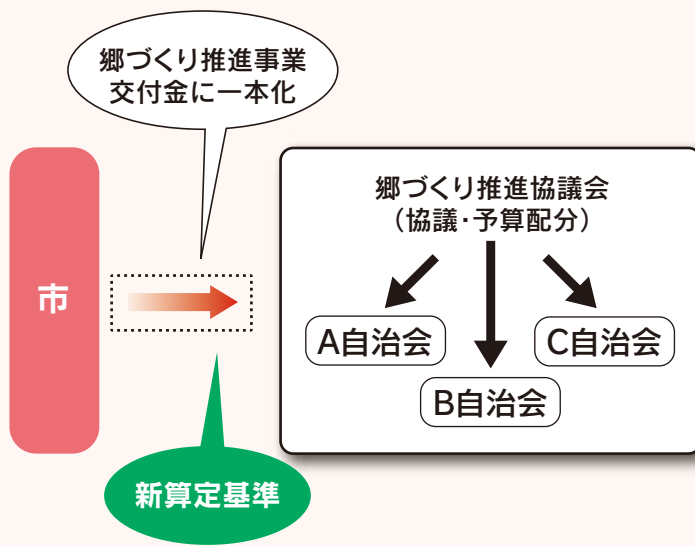 郷づくり推進事業
交付金に一本化
市
郷づくり推進協議会
（協議・予算配分）
A自治会
C自治会
B自治会
新算定基準